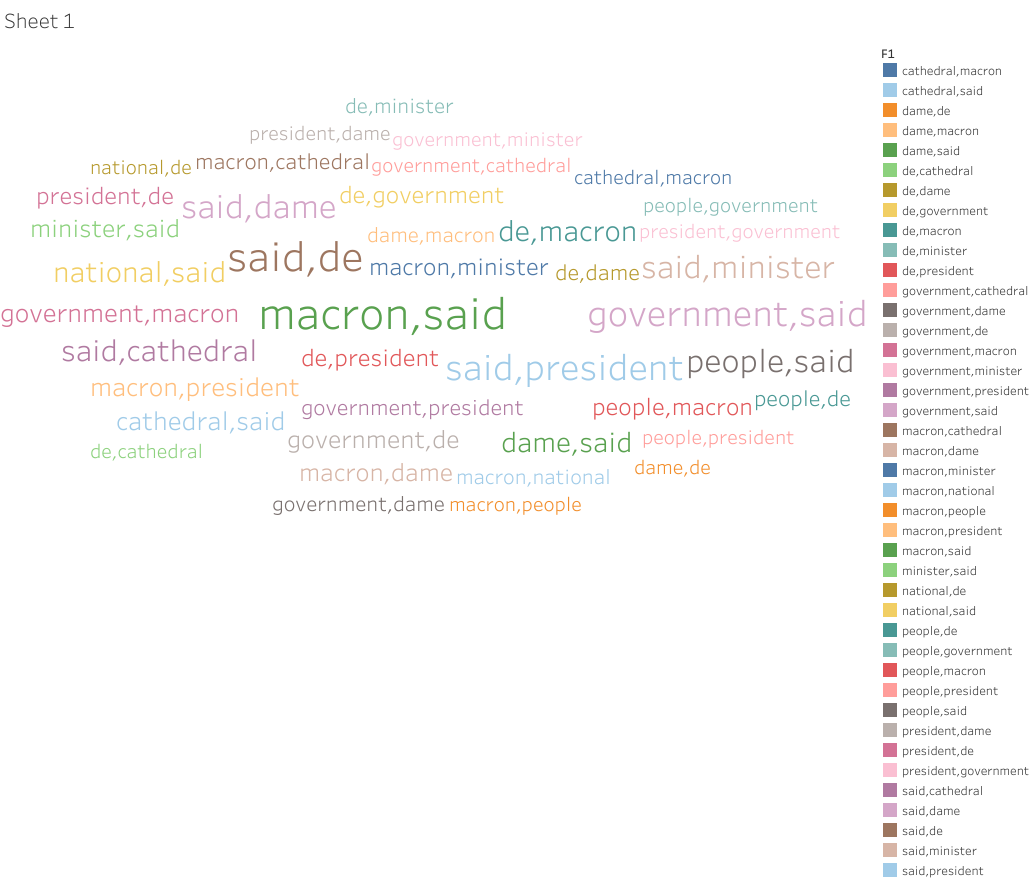 Sheet 1
de,minister
president,dame government,minister
national,de macron,cathedral government,cathedral
cathedral,macron
president,de said,dame de,government
people,government
minister,said dame,macron de,macron president,government
national,said said,de macron,minister de,dame said,minister
government,macron macron,said government,said
said,cathedral de,president said,president people,said
macron,president
government,president people,macron people,de
cathedral,said
government,de dame,said people,president
de,cathedral
macron,dame macron,national dame,de
government,dame macron,people
F1
cathedral,macron
cathedral,said
dame,de
dame,macron
dame,said
de,cathedral
de,dame
de,government
de,macron
de,minister
de,president
government,cathedral
government,dame
government,de
government,macron
government,minister
government,president
government,said
macron,cathedral
macron,dame
macron,minister
macron,national
macron,people
macron,president
macron,said
minister,said
national,de
national,said
people,de
people,government
people,macron
people,president
people,said
president,dame
president,de
president,government
said,cathedral
said,dame
said,de
said,minister
said,president